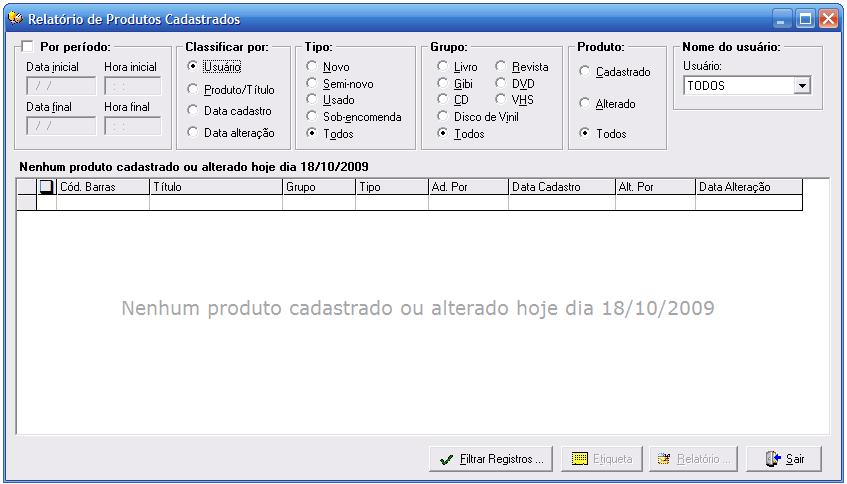 Relatório de Produtos Cadastrados
Por período:
Data inicial
Hora inicial
/ /
: :
Data final
Hora final
/ /
: :
Classificar por:
Usuário
Produto/Título
Data cadastro
Data alteração
Tipo:
Novo
Semi-novo
Usado
Sob-encomenda
Todos
Grupo:
Livro
Revista
Gibi
DVD
CD
VHS
Disco de Vinil
Todos
Produto:
Cadastrado
Alterado
Todos
Nome do usuário:
Usuário:
TODOS
Nenhum produto cadastrado ou alterado hoje dia 18/10/2009
Cód. Barras Título Grupo Tipo Ad. Por Data Cadastro Alt. Por Data Alteração
Nenhum produto cadastrado ou alterado hoje dia 18/10/2009
Filtrar Registros ... Etiqueta Relatório ... Sair